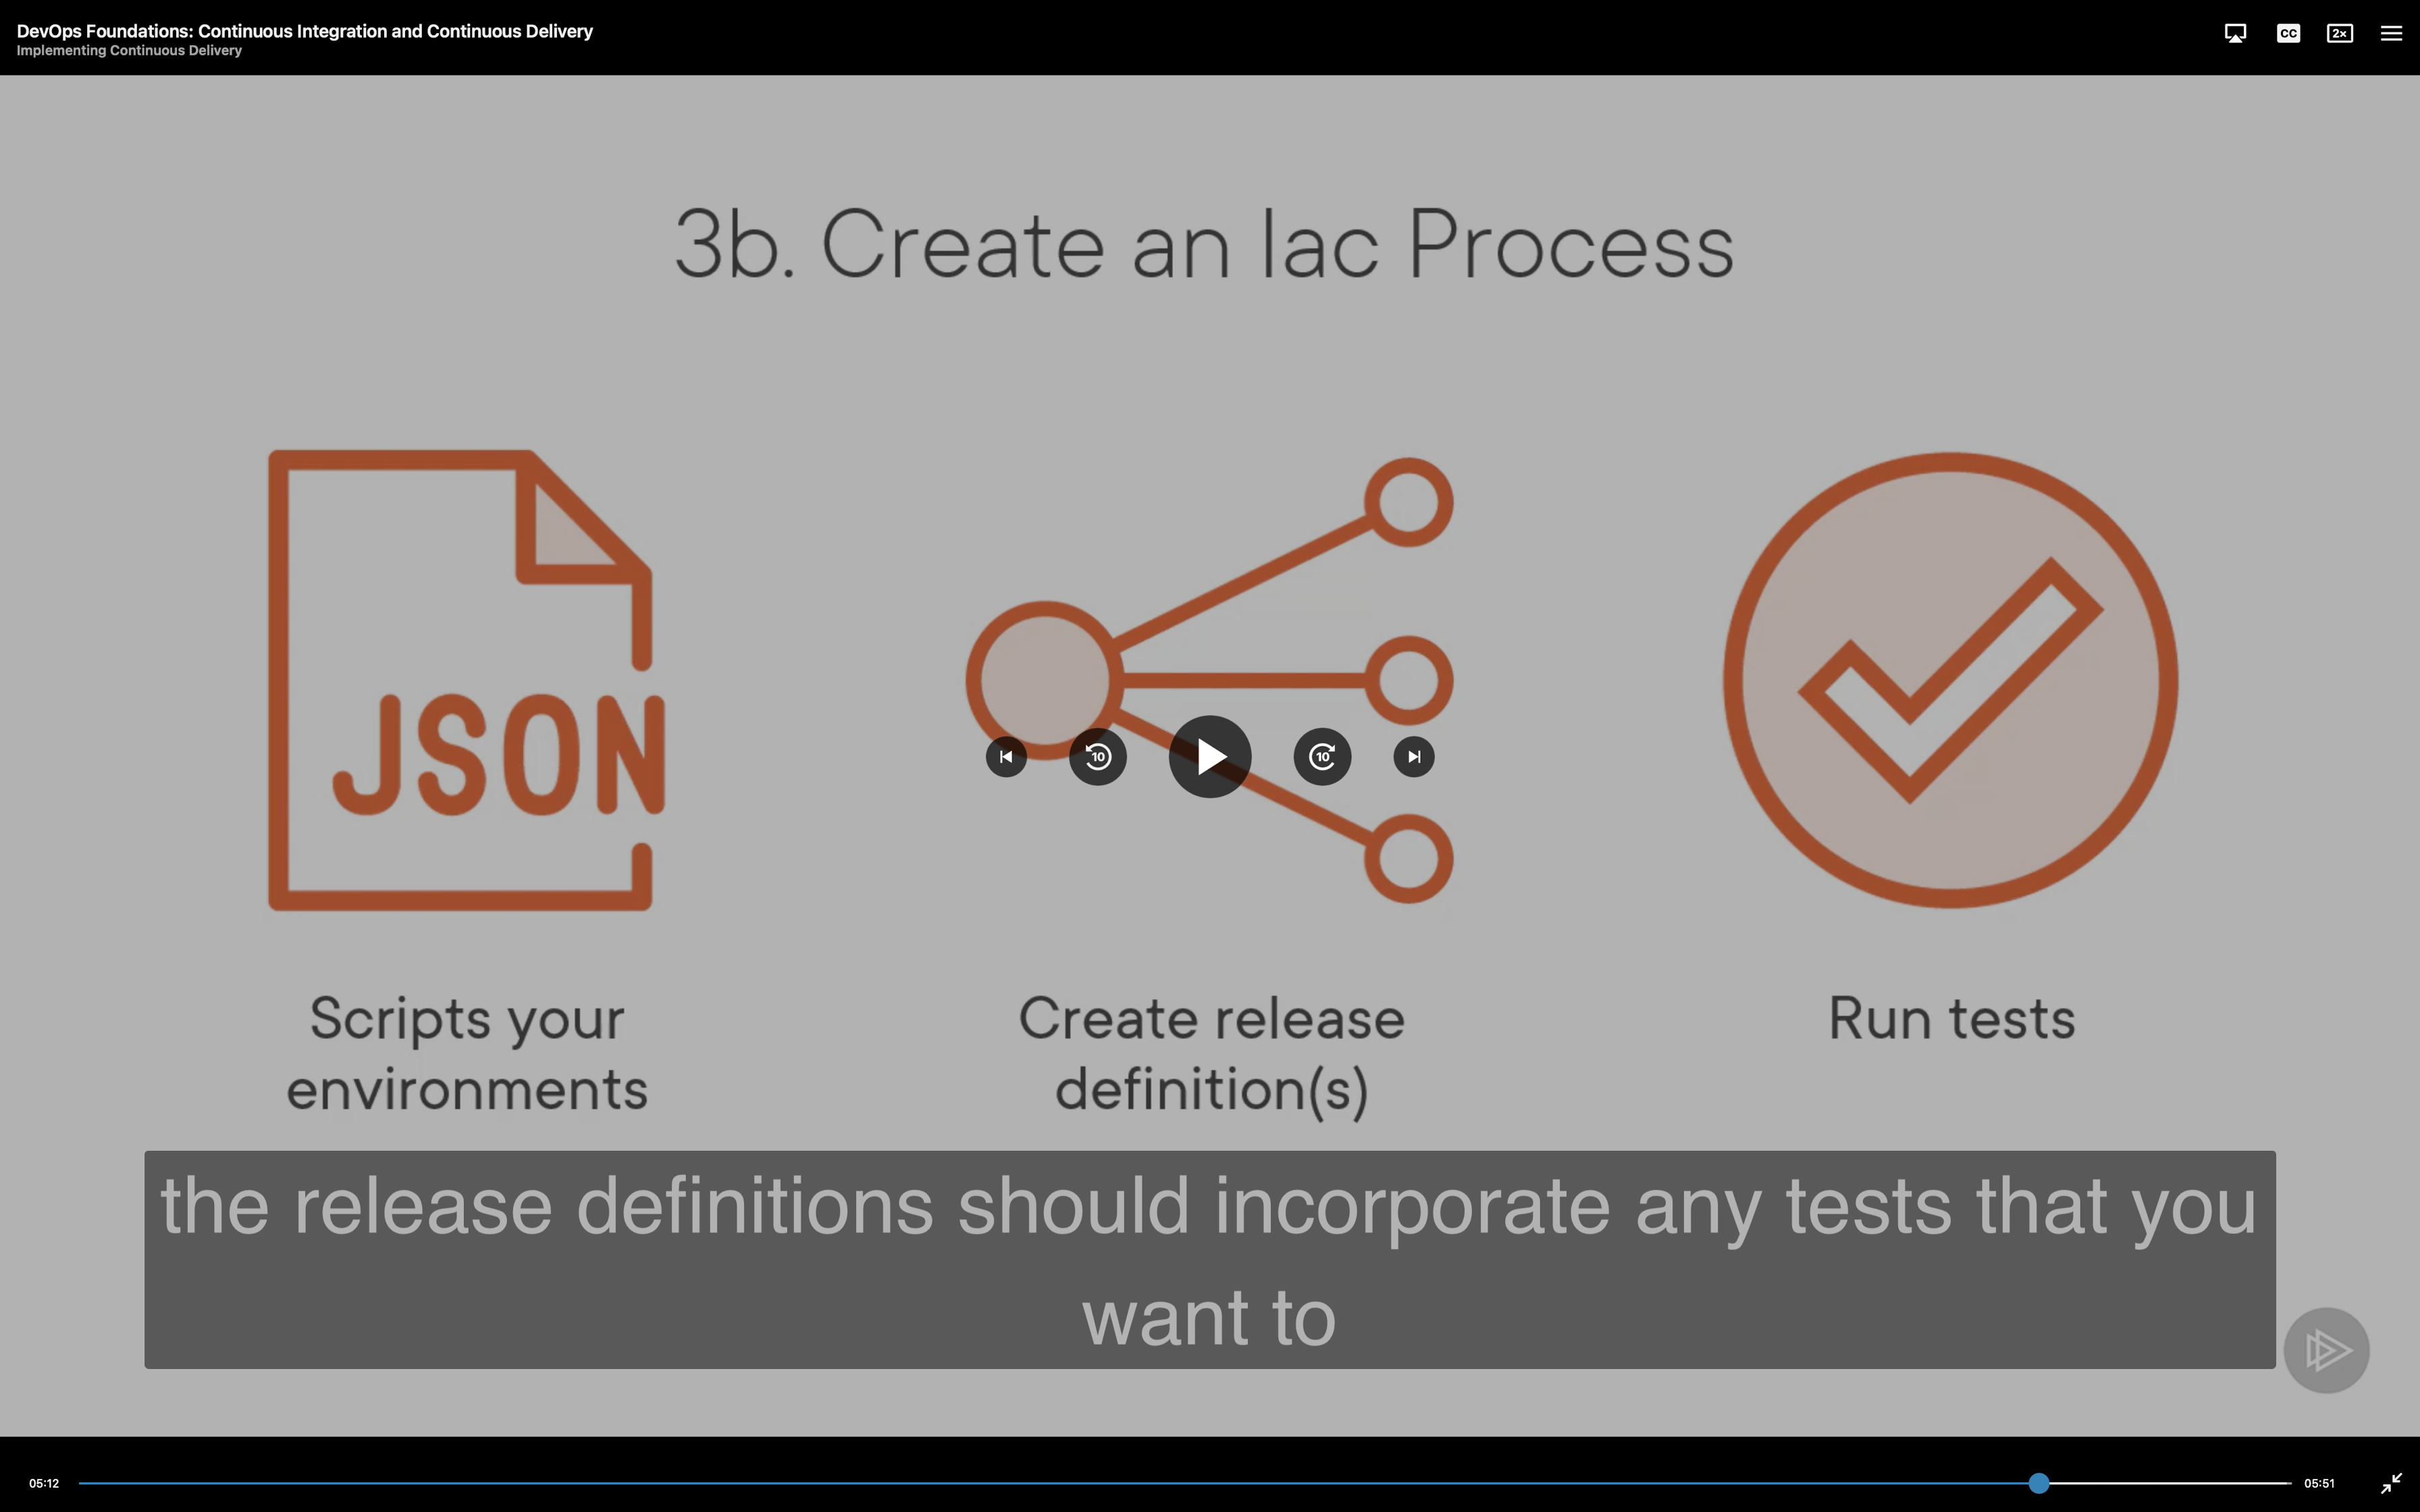 DevOps Foundations: Continuous Integration and Continuous Delivery
Implementing Continuous Delivery
CC
2×
3b. Create an Iac Process
JSON
10
10
Scripts your
environments
Create release
definition(s)
Run tests
the release definitions should incorporate any tests that you
want to
05:12
05:51